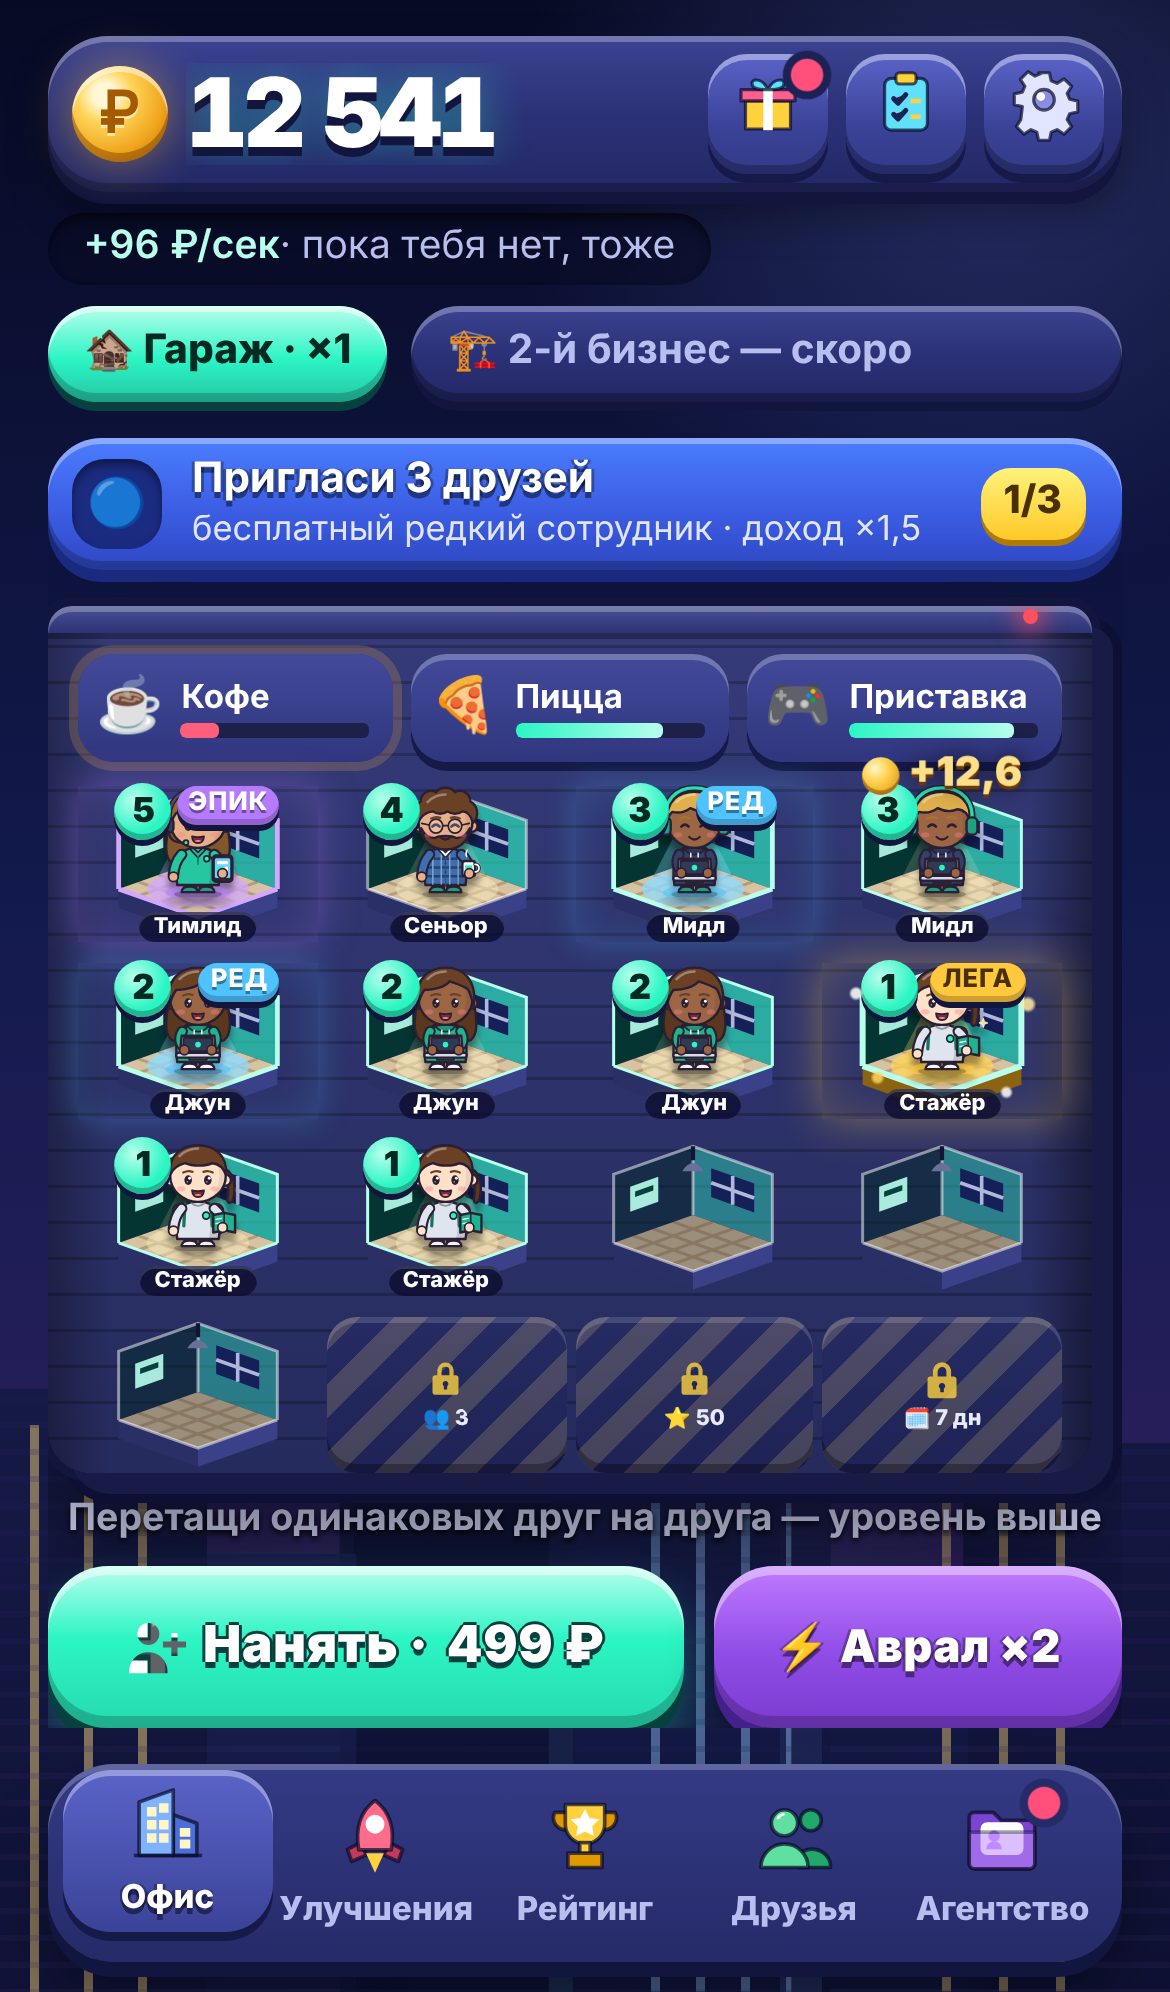 ₽ 12 541
+96 ₽/сек · пока тебя нет, тоже
Гараж · ×1
2-й бизнес — скоро
Пригласи 3 друзей
бесплатный редкий сотрудник · доход ×1,5
1/3
Кофе
Пицца
Приставка
+12,6
5 ЭПИК
4
3 РЕД
3
Тимлид
Сеньор
Мидл
Мидл
2 РЕД
2
2
1 ЛЕГА
Джун
Джун
Джун
Стажёр
1
1
Стажёр
Стажёр
3
50
7 дн
Перетащи одинаковых друг на друга — уровень выше
Нанять · 499 ₽
Аврал ×2
Офис
Улучшения
Рейтинг
Друзья
Агентство